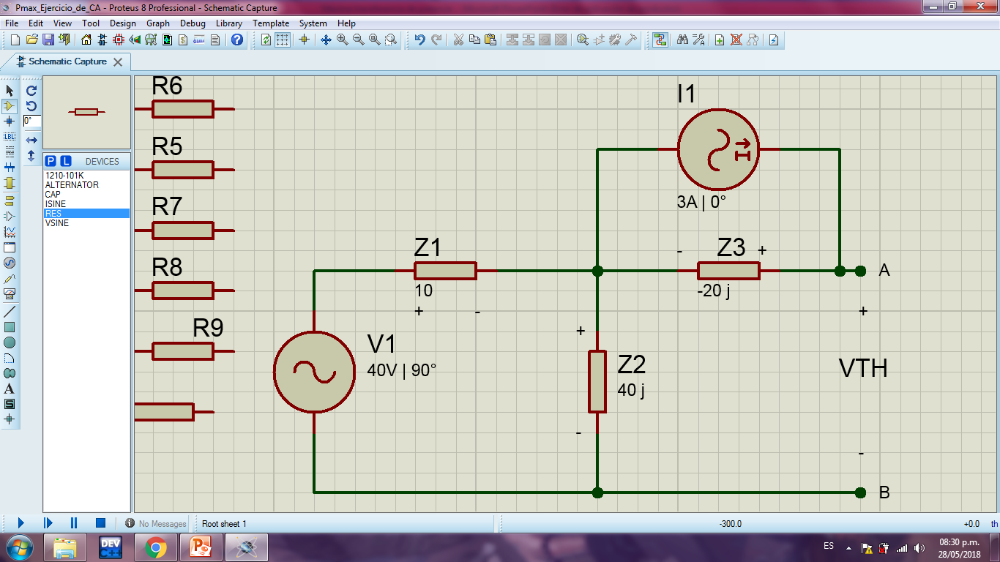 Pmax_Ejercicio_de_CA - Proteus 8 Professional - Schematic Capture
File Edit View Tool Design Graph Debug Library Template System Help
Schematic Capture
0°
LBL
P L DEVICES
1210-101K
ALTERNATOR
CAP
ISINE
RES
VSINE
A
S
R6
R5
R7
R8
R9
I1
3A | 0°
Z1
10
+ -
- Z3 +
-20 j
A
+
VTH
-
B
V1
40V | 90°
+
Z2
40 j
-
No Messages
Root sheet 1
-300.0
+0.0
th
DEV
C++
P
ES
08:30 p.m.
28/05/2018